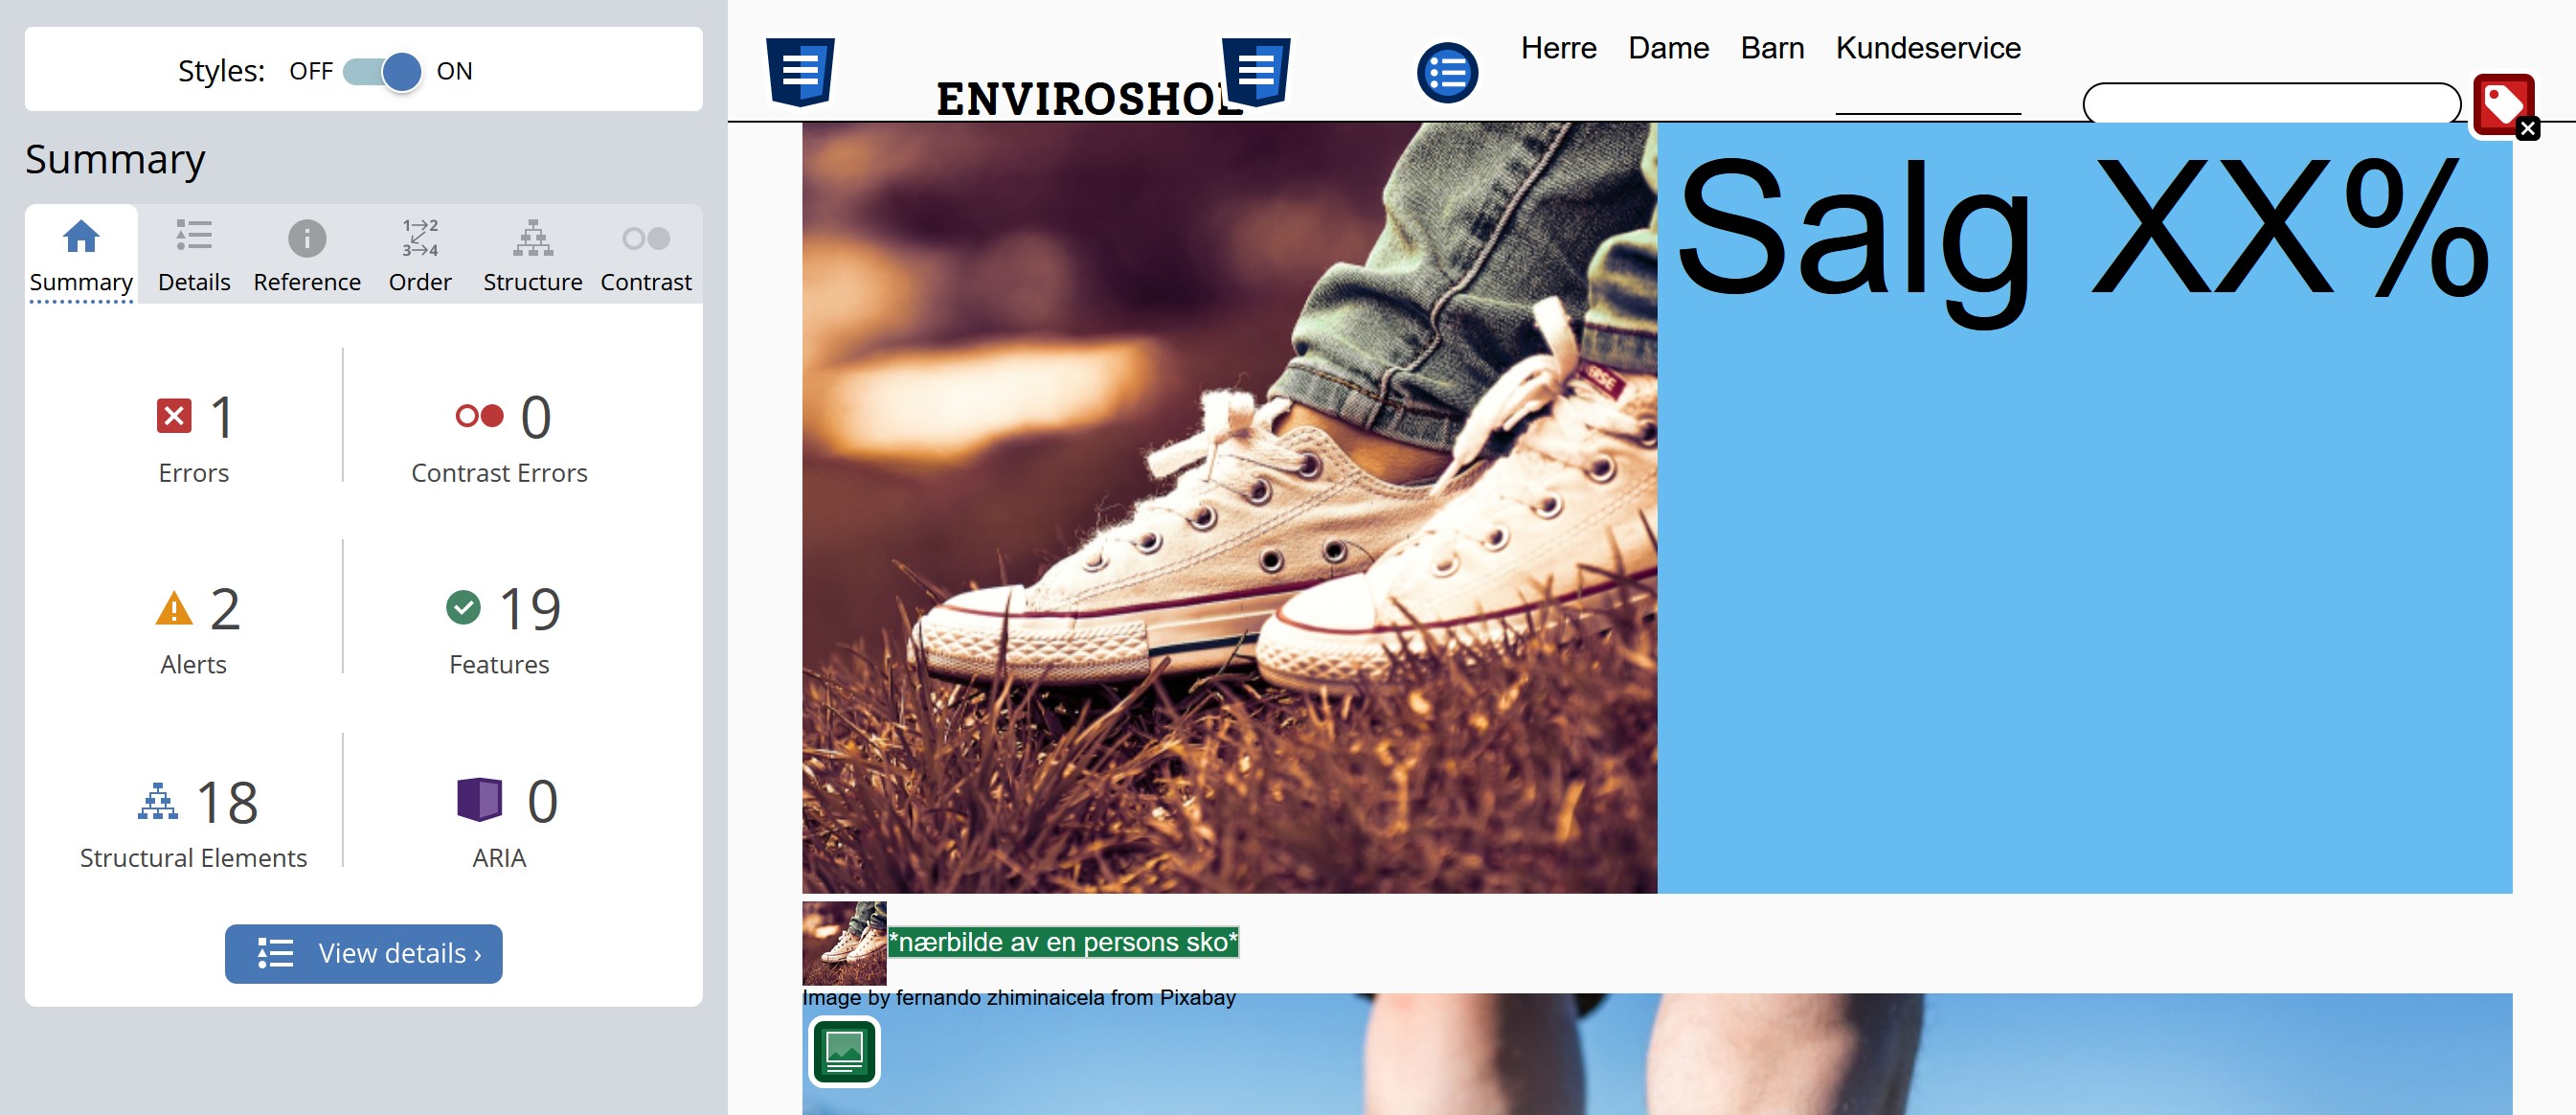 Styles: OFF ON
Summary
Summary Details Reference Order Structure Contrast
1 Errors
0 Contrast Errors
2 Alerts
19 Features
18 Structural Elements
0 ARIA
View details ›
ENVIROSHOP
Herre Dame Barn Kundeservice
Salg XX%
*nærbilde av en persons sko*
Image by fernando zhiminaicela from Pixabay